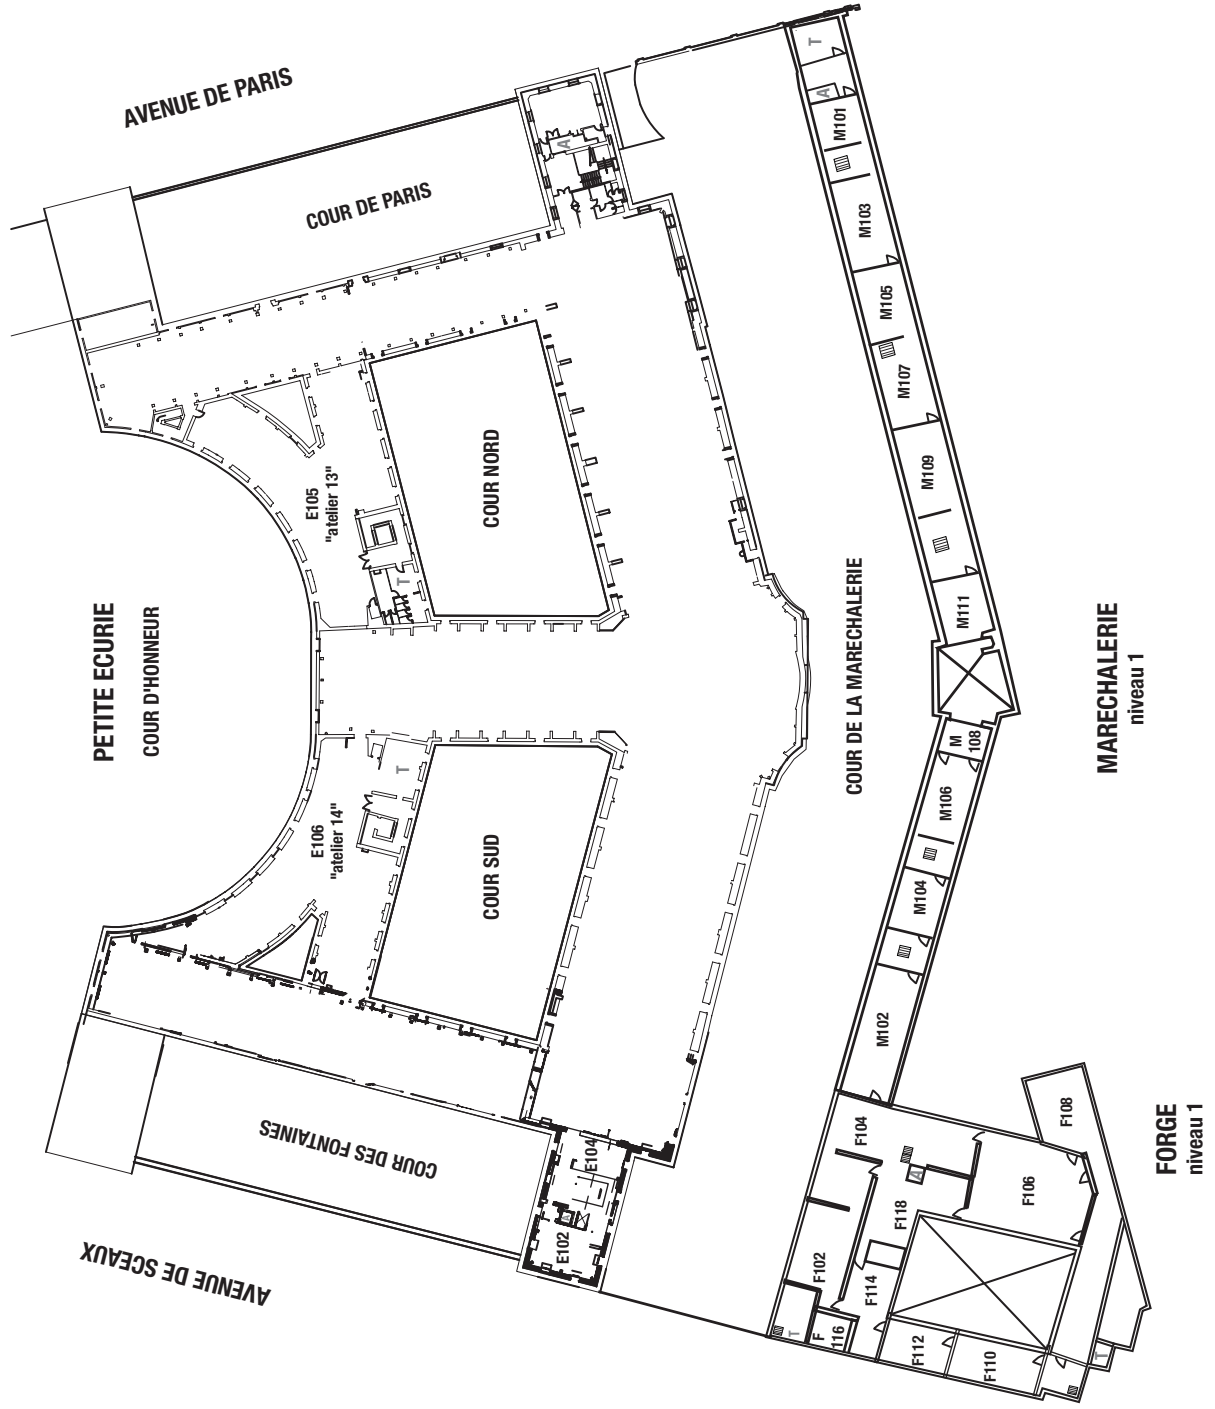 AVENUE DE PARIS
COUR DE PARIS
PETITE ECURIE
COUR D'HONNEUR
E105
"atelier 13"
T
COUR NORD
A
E106
"atelier 14"
T
COUR SUD
COUR DES FONTAINES
AVENUE DE SCEAUX
E104
E102
A
COUR DE LA MARECHALERIE
T
A
M101
M103
M105
M107
M109
M111
M
108
M106
M104
M102
MARECHALERIE
niveau 1
F104
A
F118
F106
F108
F102
F114
F
116
T
F112
F110
T
FORGE
niveau 1